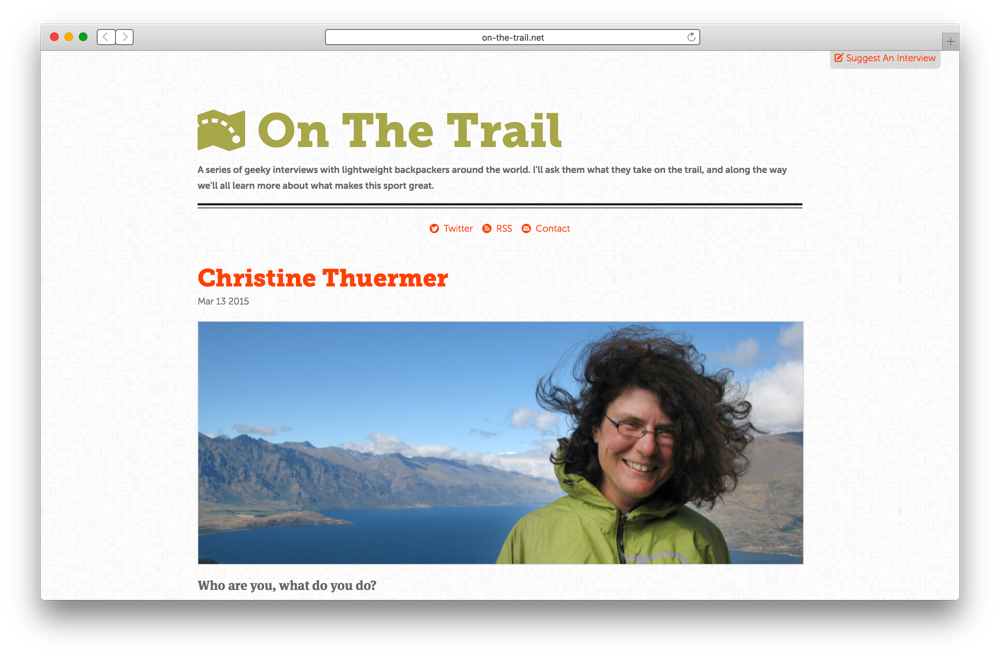 on-the-trail.net
Suggest An Interview
On The Trail
A series of geeky interviews with lightweight backpackers around the world. I'll ask them what they take on the trail, and along the way
we'll all learn more about what makes this sport great.
Twitter RSS Contact
Christine Thuermer
Mar 13 2015
Who are you, what do you do?